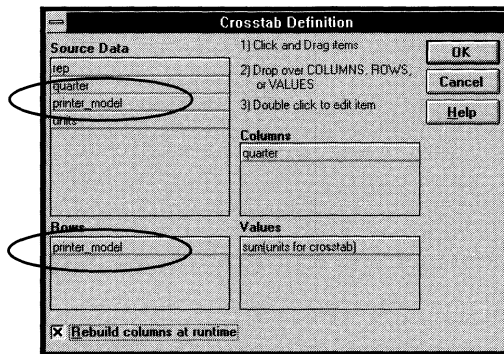 Crosstab Definition
Source Data
rep
quarter
printer_model
units
1) Click and Drag items
2) Drop over COLUMNS, ROWS,
or VALUES
3) Double click to edit item
OK
Cancel
Help
Columns
quarter
Rows
printer_model
Values
sum(units for crosstab)
Rebuild columns at runtime